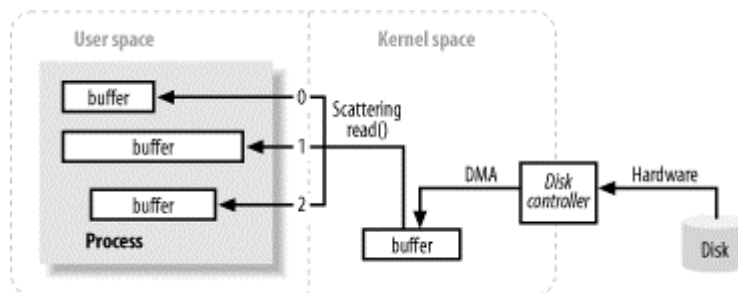 User space
Kernel space
buffer
0
Scattering
read()
buffer
1
DMA
Disk
controller
Hardware
buffer
2
Process
buffer
Disk